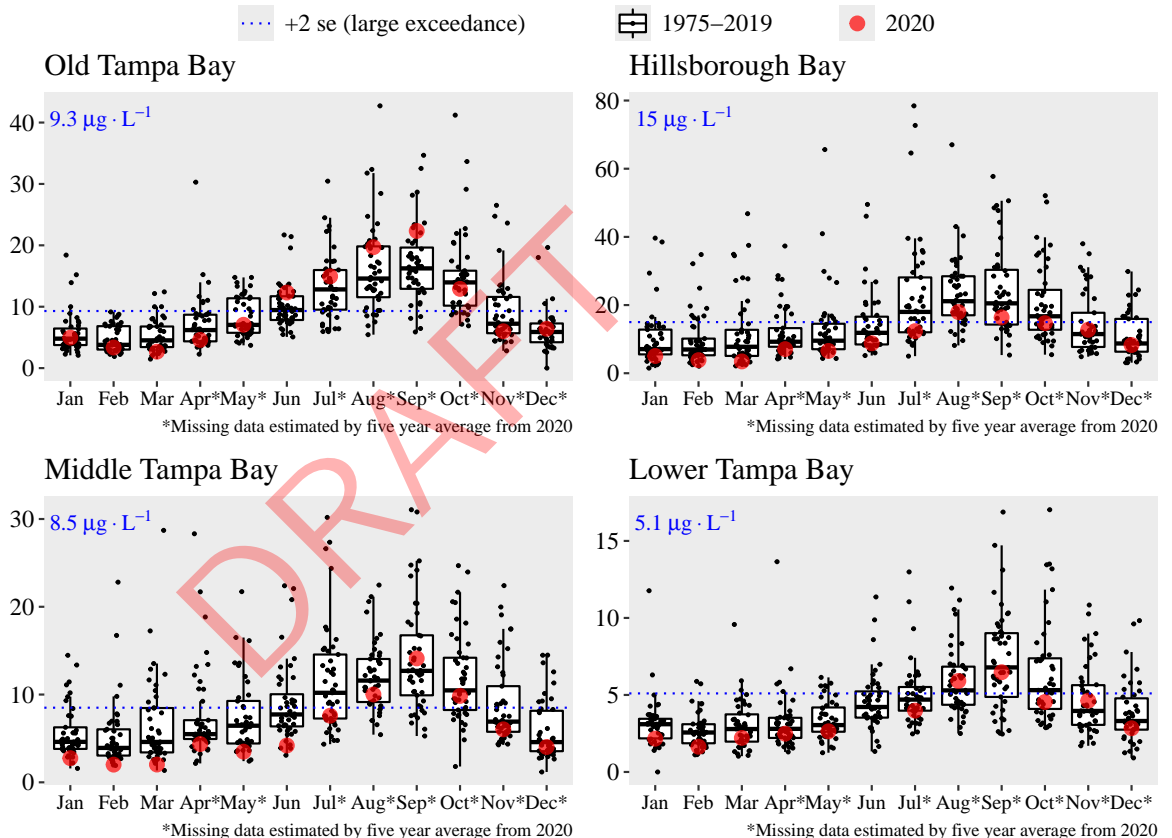 +2 se (large exceedance) 1975–2019 2020
Old Tampa Bay
9.3 μg · L⁻¹
40
30
20
10
0
Jan Feb Mar Apr* May* Jun Jul* Aug* Sep* Oct* Nov* Dec*
*Missing data estimated by five year average from 2020
Hillsborough Bay
15 μg · L⁻¹
80
60
40
20
0
Jan Feb Mar Apr* May* Jun Jul* Aug* Sep* Oct* Nov* Dec*
*Missing data estimated by five year average from 2020
DRAFT
Middle Tampa Bay
8.5 μg · L⁻¹
30
20
10
0
Jan Feb Mar Apr* May* Jun Jul* Aug* Sep* Oct* Nov* Dec*
*Missing data estimated by five year average from 2020
Lower Tampa Bay
5.1 μg · L⁻¹
15
10
5
0
Jan Feb Mar Apr* May* Jun Jul* Aug* Sep* Oct* Nov* Dec*
*Missing data estimated by five year average from 2020